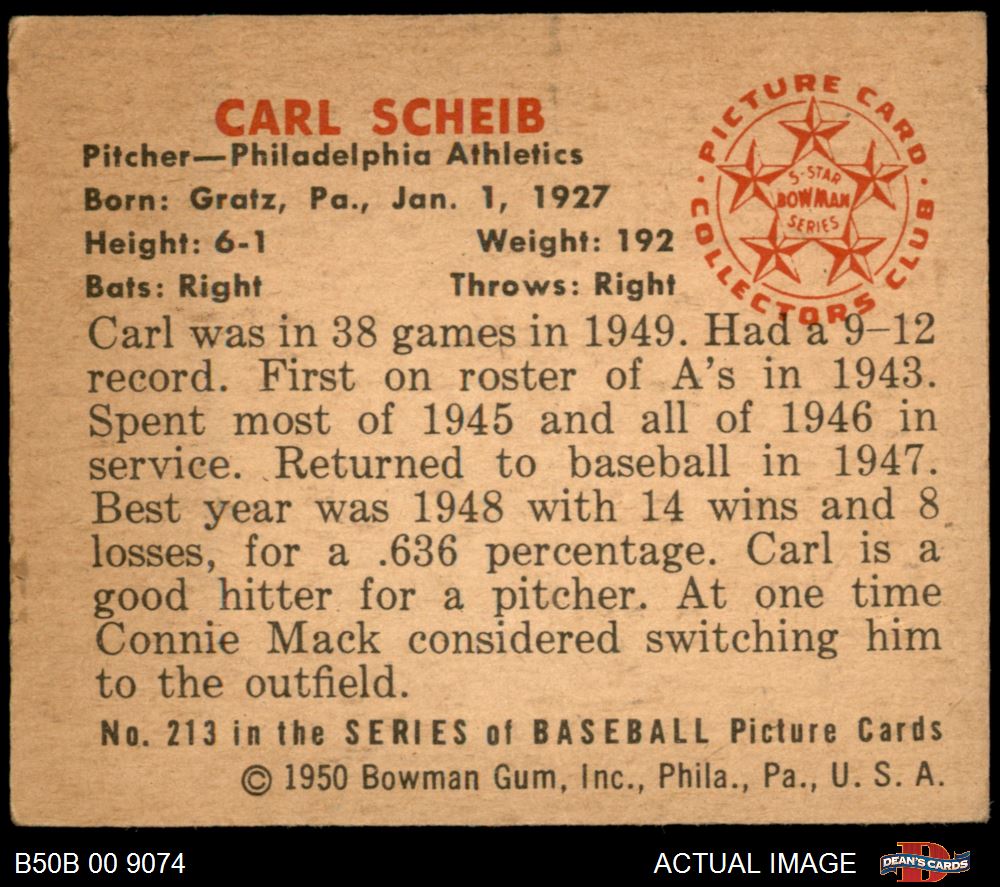 CARL SCHEIB
Pitcher—Philadelphia Athletics
Born: Gratz, Pa., Jan. 1, 1927
Height: 6-1 Weight: 192
Bats: Right Throws: Right
PICTURE CARD
COLLECTORS CLUB
5-STAR
BOWMAN
SERIES
Carl was in 38 games in 1949. Had a 9–12
record. First on roster of A's in 1943.
Spent most of 1945 and all of 1946 in
service. Returned to baseball in 1947.
Best year was 1948 with 14 wins and 8
losses, for a .636 percentage. Carl is a
good hitter for a pitcher. At one time
Connie Mack considered switching him
to the outfield.
No. 213 in the SERIES of BASEBALL Picture Cards
© 1950 Bowman Gum, Inc., Phila., Pa., U. S. A.
B50B 00 9074
ACTUAL IMAGE
DEAN'S CARDS